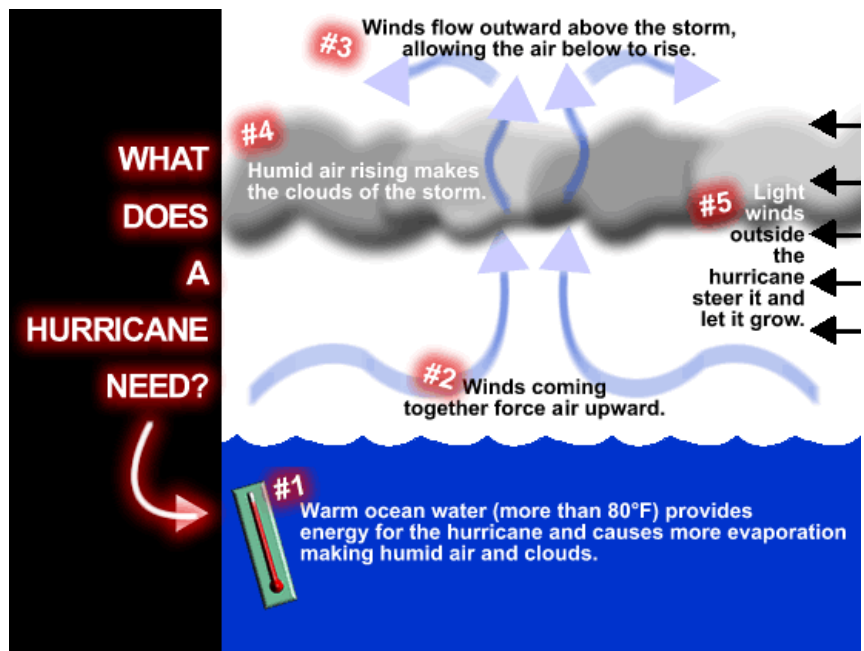 WHAT
DOES
A
HURRICANE
NEED?
#1
Warm ocean water (more than 80°F) provides
energy for the hurricane and causes more evaporation
making humid air and clouds.
#2
Winds coming
together force air upward.
#3
Winds flow outward above the storm,
allowing the air below to rise.
#4
Humid air rising makes
the clouds of the storm.
#5
Light
winds
outside
the
hurricane
steer it and
let it grow.